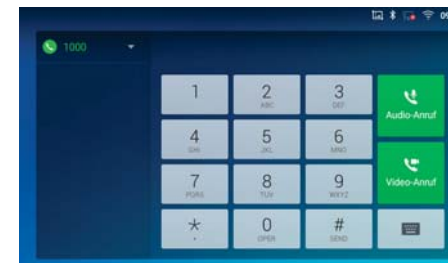 09
1000
1
2
ABC
3
DEF
Audio-Anruf
4
GHI
5
JKL
6
MNO
7
PQRS
8
TUV
9
WXYZ
Video-Anruf
*
0
OPER
#
SEND